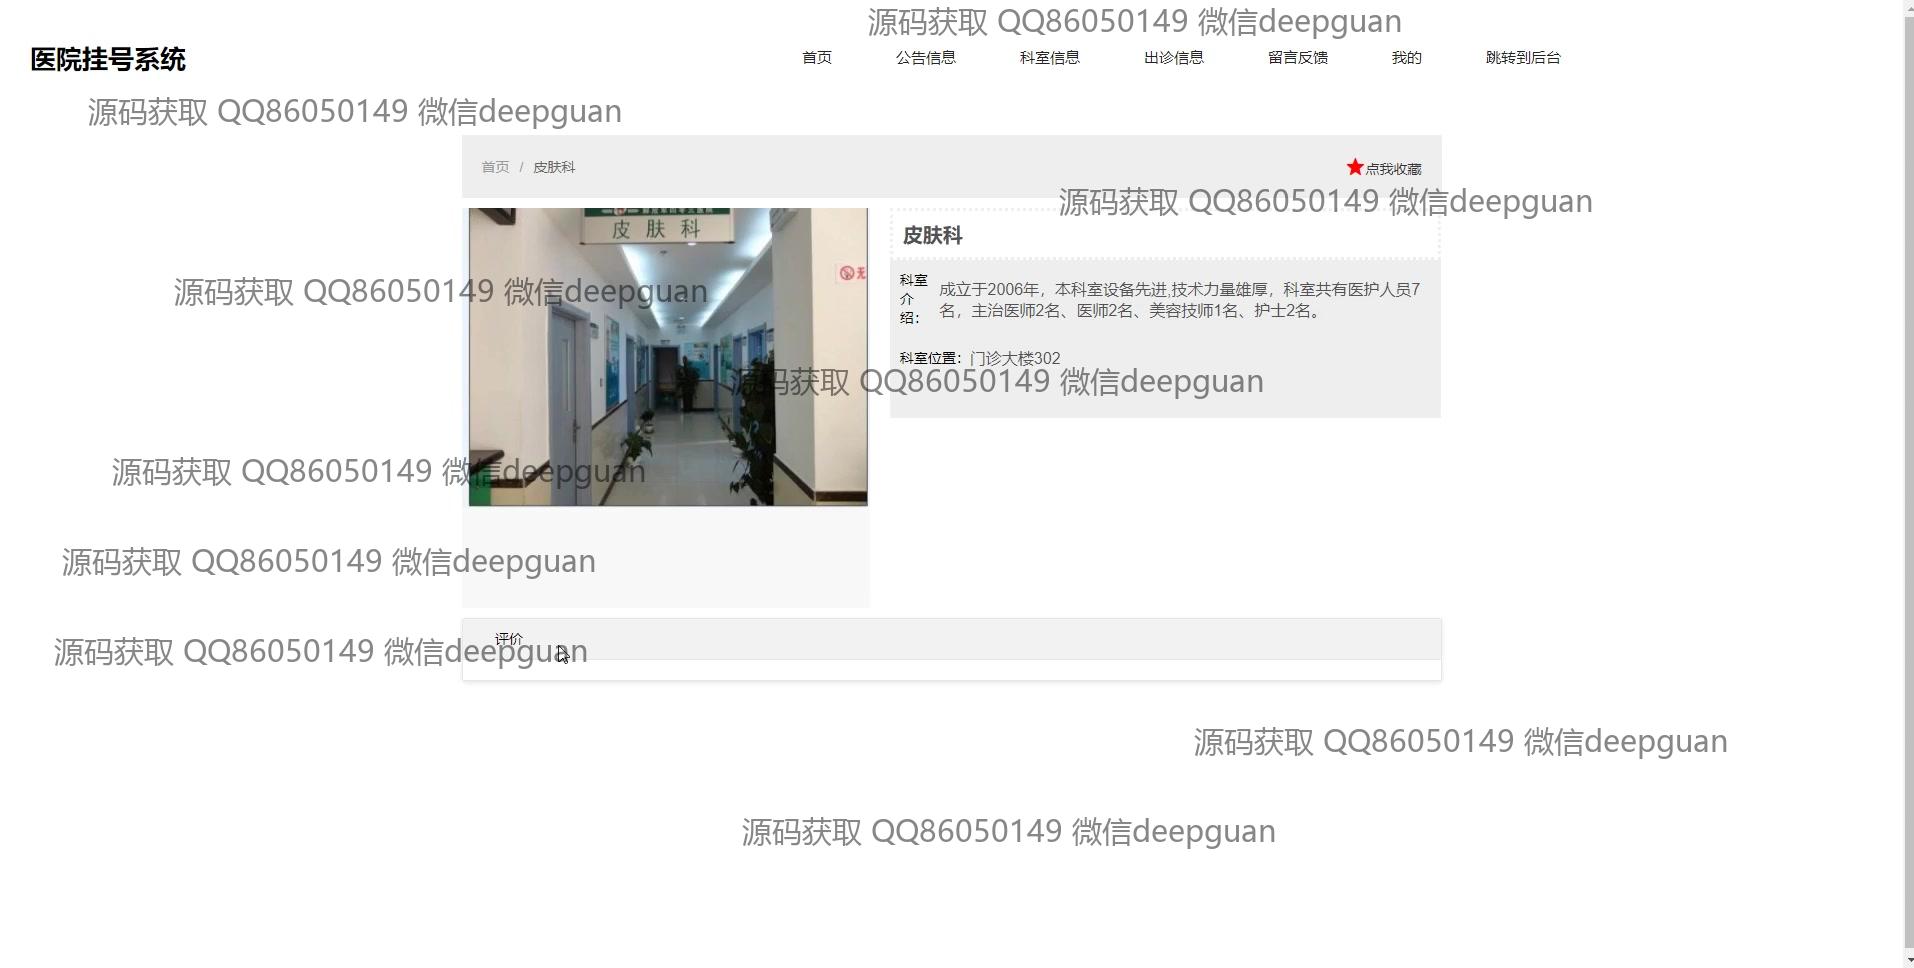 源码获取 QQ86050149 微信deepguan
医院挂号系统
首页 公告信息 科室信息 出诊信息 留言反馈 我的 跳转到后台
源码获取 QQ86050149 微信deepguan
首页 / 皮肤科
点我收藏
源码获取 QQ86050149 微信deepguan
皮肤科
无
皮肤科
科室介绍：
成立于2006年，本科室设备先进,技术力量雄厚，科室共有医护人员7
名，主治医师2名、医师2名、美容技师1名、护士2名。
源码获取 QQ86050149 微信deepguan
科室位置：门诊大楼302
源码获取 QQ86050149 微信deepguan
源码获取 QQ86050149 微信deepguan
源码获取 QQ86050149 微信deepguan
评价
源码获取 QQ86050149 微信deepguan
源码获取 QQ86050149 微信deepguan
源码获取 QQ86050149 微信deepguan